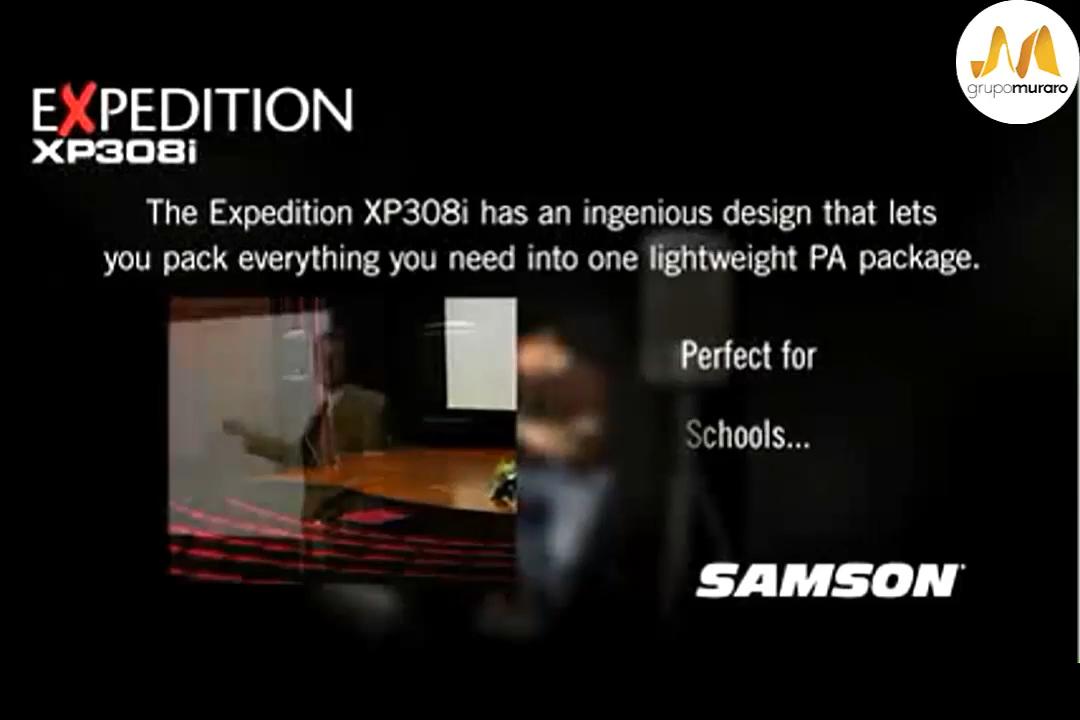 grupomuraro
EXPEDITION
XP308i
The Expedition XP308i has an ingenious design that lets
you pack everything you need into one lightweight PA package.
Perfect for
Schools...
SAMSON